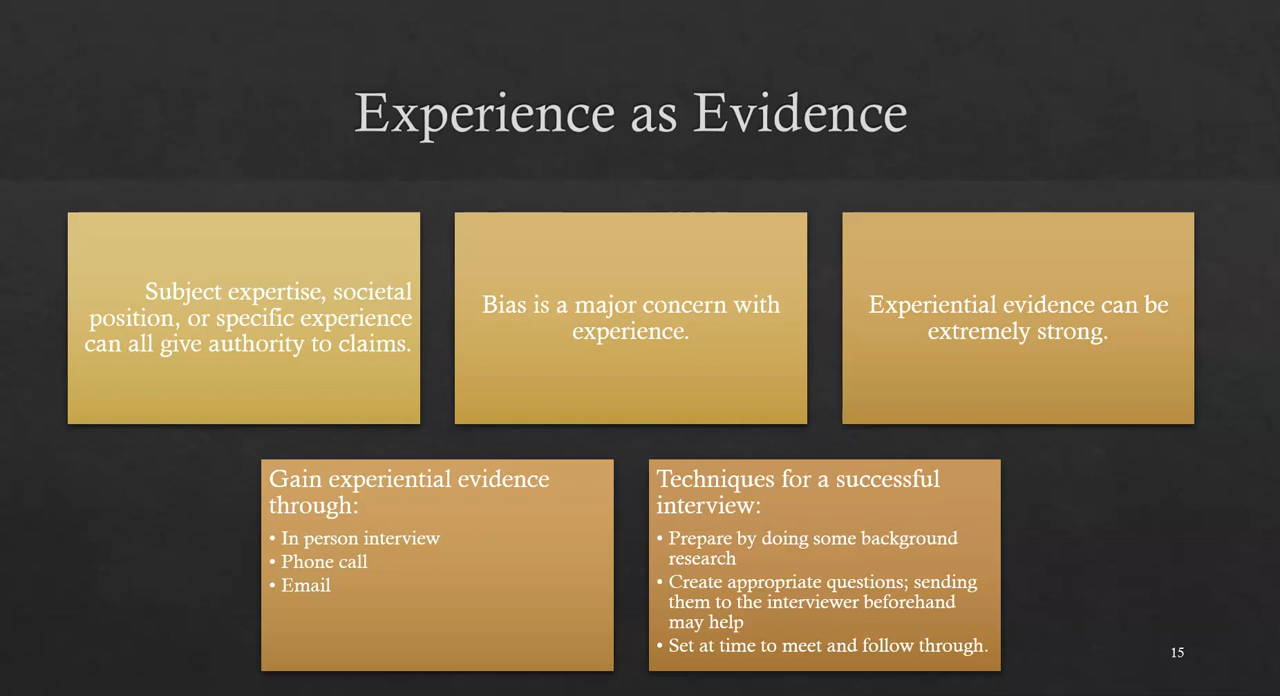 Experience as Evidence
Subject expertise, societal
position, or specific experience
can all give authority to claims.
Bias is a major concern with
experience.
Experiential evidence can be
extremely strong.
Gain experiential evidence
through:
• In person interview
• Phone call
• Email
Techniques for a successful
interview:
• Prepare by doing some background
research
• Create appropriate questions; sending
them to the interviewer beforehand
may help
• Set at time to meet and follow through.
15